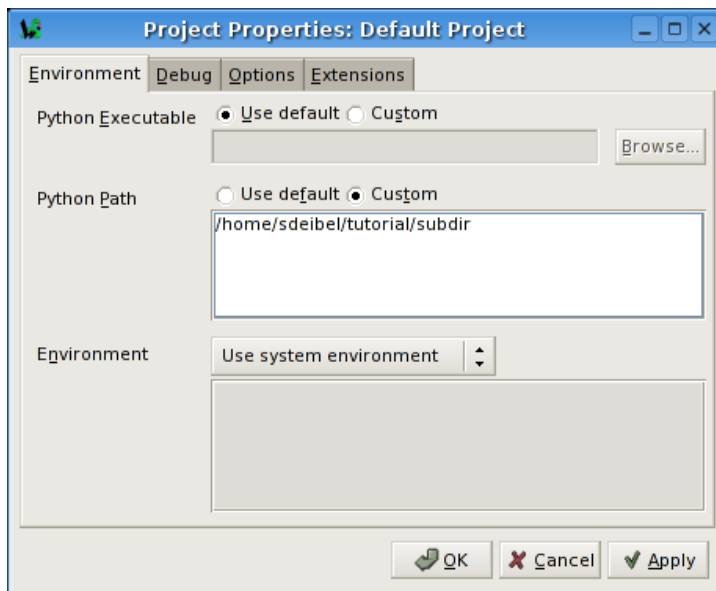 Project Properties: Default Project
Environment Debug Options Extensions
Python Executable Use default Custom
Browse...
Python Path Use default Custom
/home/sdeibel/tutorial/subdir
Environment Use system environment
OK Cancel Apply